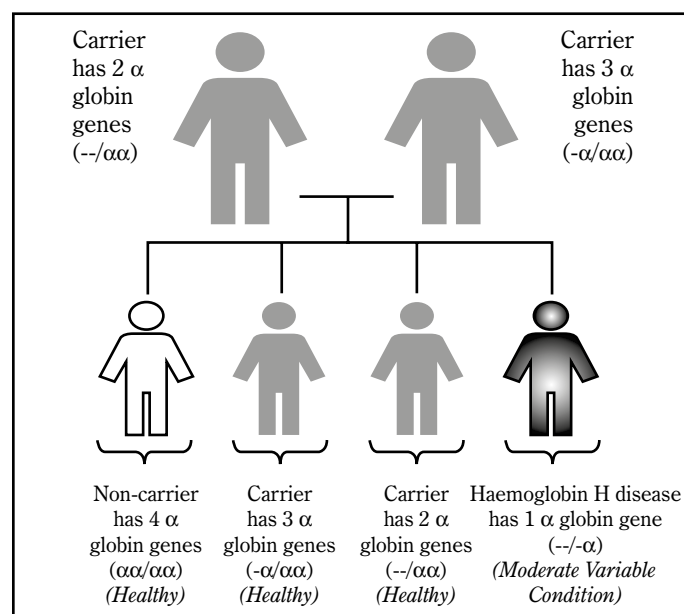 Carrier
has 2 α
globin
genes
(--/αα)
Carrier
has 3 α
globin
genes
(-α/αα)
Non-carrier
has 4 α
globin genes
(αα/αα)
(Healthy)
Carrier
has 3 α
globin genes
(-α/αα)
(Healthy)
Carrier
has 2 α
globin genes
(--/αα)
(Healthy)
Haemoglobin H disease
has 1 α globin gene
(--/-α)
(Moderate Variable
Condition)